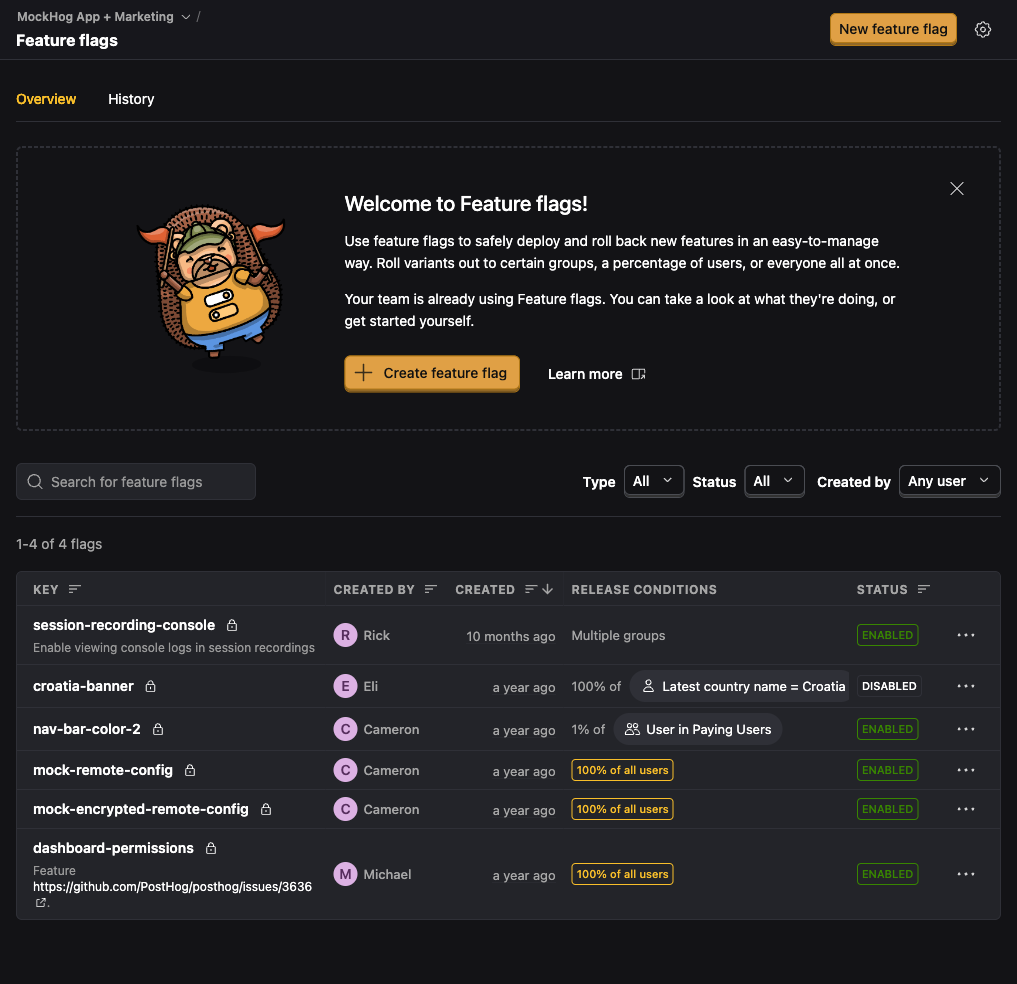 MockHog App + Marketing /
Feature flags
New feature flag
Overview History
Welcome to Feature flags!
Use feature flags to safely deploy and roll back new features in an easy-to-manage
way. Roll variants out to certain groups, a percentage of users, or everyone all at once.
Your team is already using Feature flags. You can take a look at what they're doing, or
get started yourself.
Create feature flag Learn more
Search for feature flags Type All Status All Created by Any user
1-4 of 4 flags
KEY CREATED BY CREATED RELEASE CONDITIONS STATUS
session-recording-console
Enable viewing console logs in session recordings
R Rick 10 months ago Multiple groups ENABLED
croatia-banner E Eli a year ago 100% of Latest country name = Croatia DISABLED
nav-bar-color-2 C Cameron a year ago 1% of User in Paying Users ENABLED
mock-remote-config C Cameron a year ago 100% of all users ENABLED
mock-encrypted-remote-config C Cameron a year ago 100% of all users ENABLED
dashboard-permissions
Feature
https://github.com/PostHog/posthog/issues/3636
.
M Michael a year ago 100% of all users ENABLED